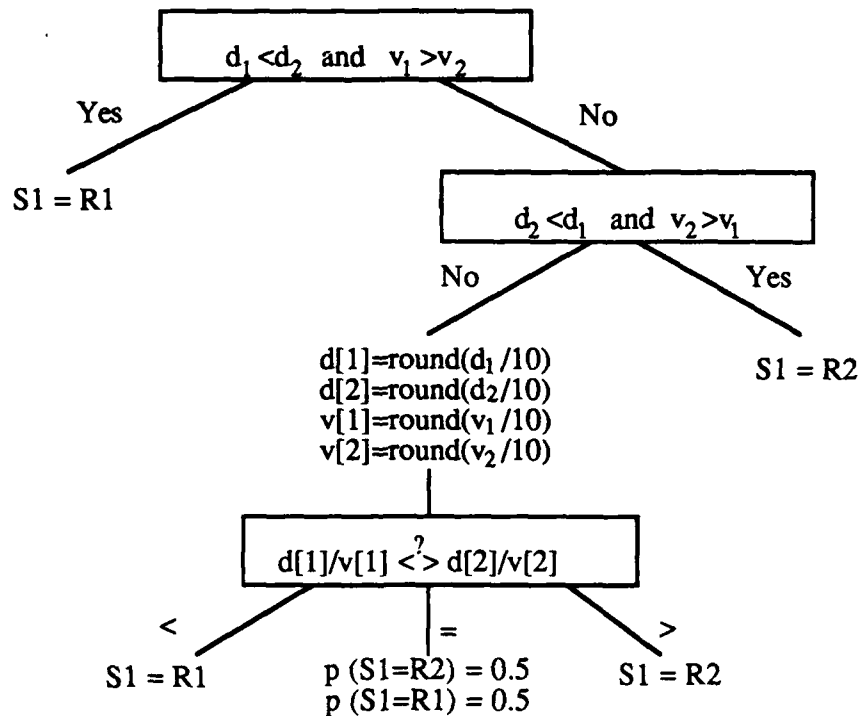 d₁ <d₂ and v₁ >v₂
Yes
No
S1 = R1
d₂ <d₁ and v₂ >v₁
No
Yes
d[1]=round(d₁ /10)
d[2]=round(d₂ /10)
v[1]=round(v₁ /10)
v[2]=round(v₂ /10)
S1 = R2
?
d[1]/v[1] < > d[2]/v[2]
<
=
>
S1 = R1
p (S1=R2) = 0.5
p (S1=R1) = 0.5
S1 = R2